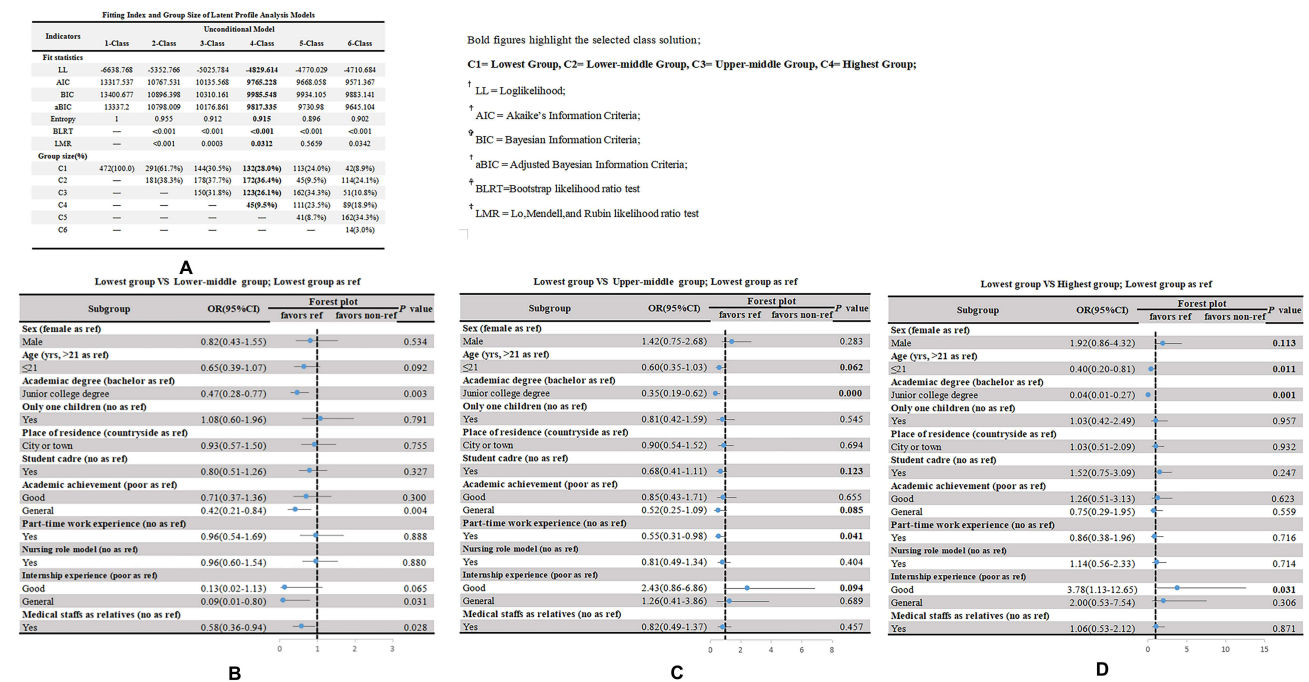 Fitting Index and Group Size of Latent Profile Analysis Models
Indicators Unconditional Model
1-Class 2-Class 3-Class 4-Class 5-Class 6-Class
Fit statistics
LL -6638.768 -5352.766 -5025.784 -4829.614 -4770.029 -4710.684
AIC 13317.537 10767.531 10135.568 9765.228 9668.058 9571.367
BIC 13400.677 10896.398 10310.161 9985.548 9934.105 9883.141
aBIC 13337.2 10798.009 10176.861 9817.335 9730.98 9645.104
Entropy 1 0.955 0.912 0.915 0.896 0.902
BLRT — <0.001 <0.001 <0.001 <0.001 <0.001
LMR — <0.001 0.0003 0.0312 0.5659 0.0342
Group size(%)
C1 472(100.0) 291(61.7%) 144(30.5%) 132(28.0%) 113(24.0%) 42(8.9%)
C2 — 181(38.3%) 178(37.7%) 172(36.4%) 45(9.5%) 114(24.1%)
C3 — — 150(31.8%) 123(26.1%) 162(34.3%) 51(10.8%)
C4 — — — 45(9.5%) 111(23.5%) 89(18.9%)
C5 — — — — 41(8.7%) 162(34.3%)
C6 — — — — — 14(3.0%)
A
Bold figures highlight the selected class solution;
C1= Lowest Group, C2= Lower-middle Group, C3= Upper-middle Group, C4= Highest Group;
† LL = Loglikelihood;
† AIC = Akaike's Information Criteria;
† BIC = Bayesian Information Criteria;
† aBIC = Adjusted Bayesian Information Criteria;
† BLRT=Bootstrap likelihood ratio test
† LMR = Lo,Mendell,and Rubin likelihood ratio test
Lowest group VS Lower-middle group; Lowest group as ref
Subgroup OR(95%CI) Forest plot P value
favors ref favors non-ref
Sex (female as ref)
Male 0.82(0.43-1.55) 0.534
Age (yrs, >21 as ref)
≤21 0.65(0.39-1.07) 0.092
Academiac degree (bachelor as ref)
Junior college degree 0.47(0.28-0.77) 0.003
Only one children (no as ref)
Yes 1.08(0.60-1.96) 0.791
Place of residence (countryside as ref)
City or town 0.93(0.57-1.50) 0.755
Student cadre (no as ref)
Yes 0.80(0.51-1.26) 0.327
Academic achievement (poor as ref)
Good 0.71(0.37-1.36) 0.300
General 0.42(0.21-0.84) 0.004
Part-time work experience (no as ref)
Yes 0.96(0.54-1.69) 0.888
Nursing role model (no as ref)
Yes 0.96(0.60-1.54) 0.880
Internship experience (poor as ref)
Good 0.13(0.02-1.13) 0.065
General 0.09(0.01-0.80) 0.031
Medical staffs as relatives (no as ref)
Yes 0.58(0.36-0.94) 0.028
0 1 3
B
Lowest group VS Upper-middle group; Lowest group as ref
Subgroup OR(95%CI) Forest plot P value
favors ref favors non-ref
Sex (female as ref)
Male 1.42(0.75-2.68) 0.283
Age (yrs, >21 as ref)
≤21 0.60(0.35-1.03) 0.062
Academiac degree (bachelor as ref)
Junior college degree 0.35(0.19-0.62) 0.000
Only one children (no as ref)
Yes 0.81(0.42-1.59) 0.545
Place of residence (countryside as ref)
City or town 0.90(0.54-1.52) 0.694
Student cadre (no as ref)
Yes 0.68(0.41-1.11) 0.123
Academic achievement (poor as ref)
Good 0.85(0.43-1.71) 0.655
General 0.52(0.25-1.09) 0.085
Part-time work experience (no as ref)
Yes 0.55(0.31-0.98) 0.041
Nursing role model (no as ref)
Yes 0.81(0.49-1.34) 0.404
Internship experience (poor as ref)
Good 2.43(0.86-6.86) 0.094
General 1.26(0.41-3.86) 0.689
Medical staffs as relatives (no as ref)
Yes 0.82(0.49-1.37) 0.457
0 2 4 6 8
C
Lowest group VS Highest group; Lowest group as ref
Subgroup OR(95%CI) Forest plot P value
favors ref favors non-ref
Sex (female as ref)
Male 1.92(0.86-4.32) 0.113
Age (yrs, >21 as ref)
≤21 0.40(0.20-0.81) 0.011
Academiac degree (bachelor as ref)
Junior college degree 0.04(0.01-0.27) 0.001
Only one children (no as ref)
Yes 1.03(0.42-2.49) 0.957
Place of residence (countryside as ref)
City or town 1.03(0.51-2.09) 0.932
Student cadre (no as ref)
Yes 1.52(0.75-3.09) 0.247
Academic achievement (poor as ref)
Good 1.26(0.51-3.13) 0.623
General 0.75(0.29-1.95) 0.559
Part-time work experience (no as ref)
Yes 0.86(0.38-1.96) 0.716
Nursing role model (no as ref)
Yes 1.14(0.56-2.33) 0.714
Internship experience (poor as ref)
Good 3.78(1.13-12.65) 0.031
General 2.00(0.53-7.54) 0.306
Medical staffs as relatives (no as ref)
Yes 1.06(0.53-2.12) 0.871
0 5 10 15
D